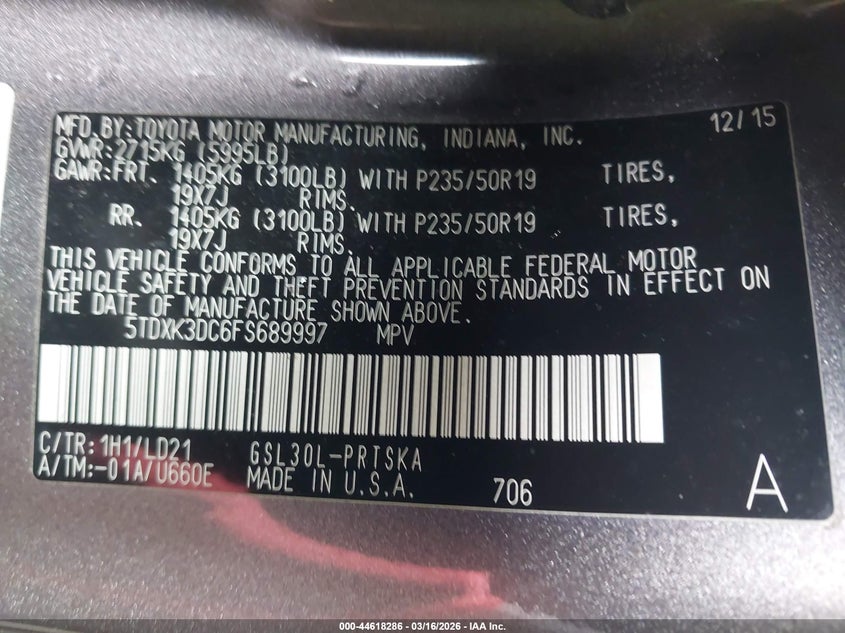 MFD.BY:TOYOTA MOTOR MANUFACTURING, INDIANA, INC. 12/15
GVWR:2715KG (5995LB)
GAWR:FRT. 1405KG (3100LB) WITH P235/50R19 TIRES,
19X7J RIMS.
RR. 1405KG (3100LB) WITH P235/50R19 TIRES,
19X7J RIMS.
THIS VEHICLE CONFORMS TO ALL APPLICABLE FEDERAL MOTOR
VEHICLE SAFETY AND THEFT PREVENTION STANDARDS IN EFFECT ON
THE DATE OF MANUFACTURE SHOWN ABOVE.
5TDXK3DC6FS689997 MPV
C/TR:1H1/LD21 GSL30L-PRTSKA
A/TM:-01A/U660E MADE IN U.S.A. 706 A
000-44618286 - 03/16/2026 - IAA Inc.